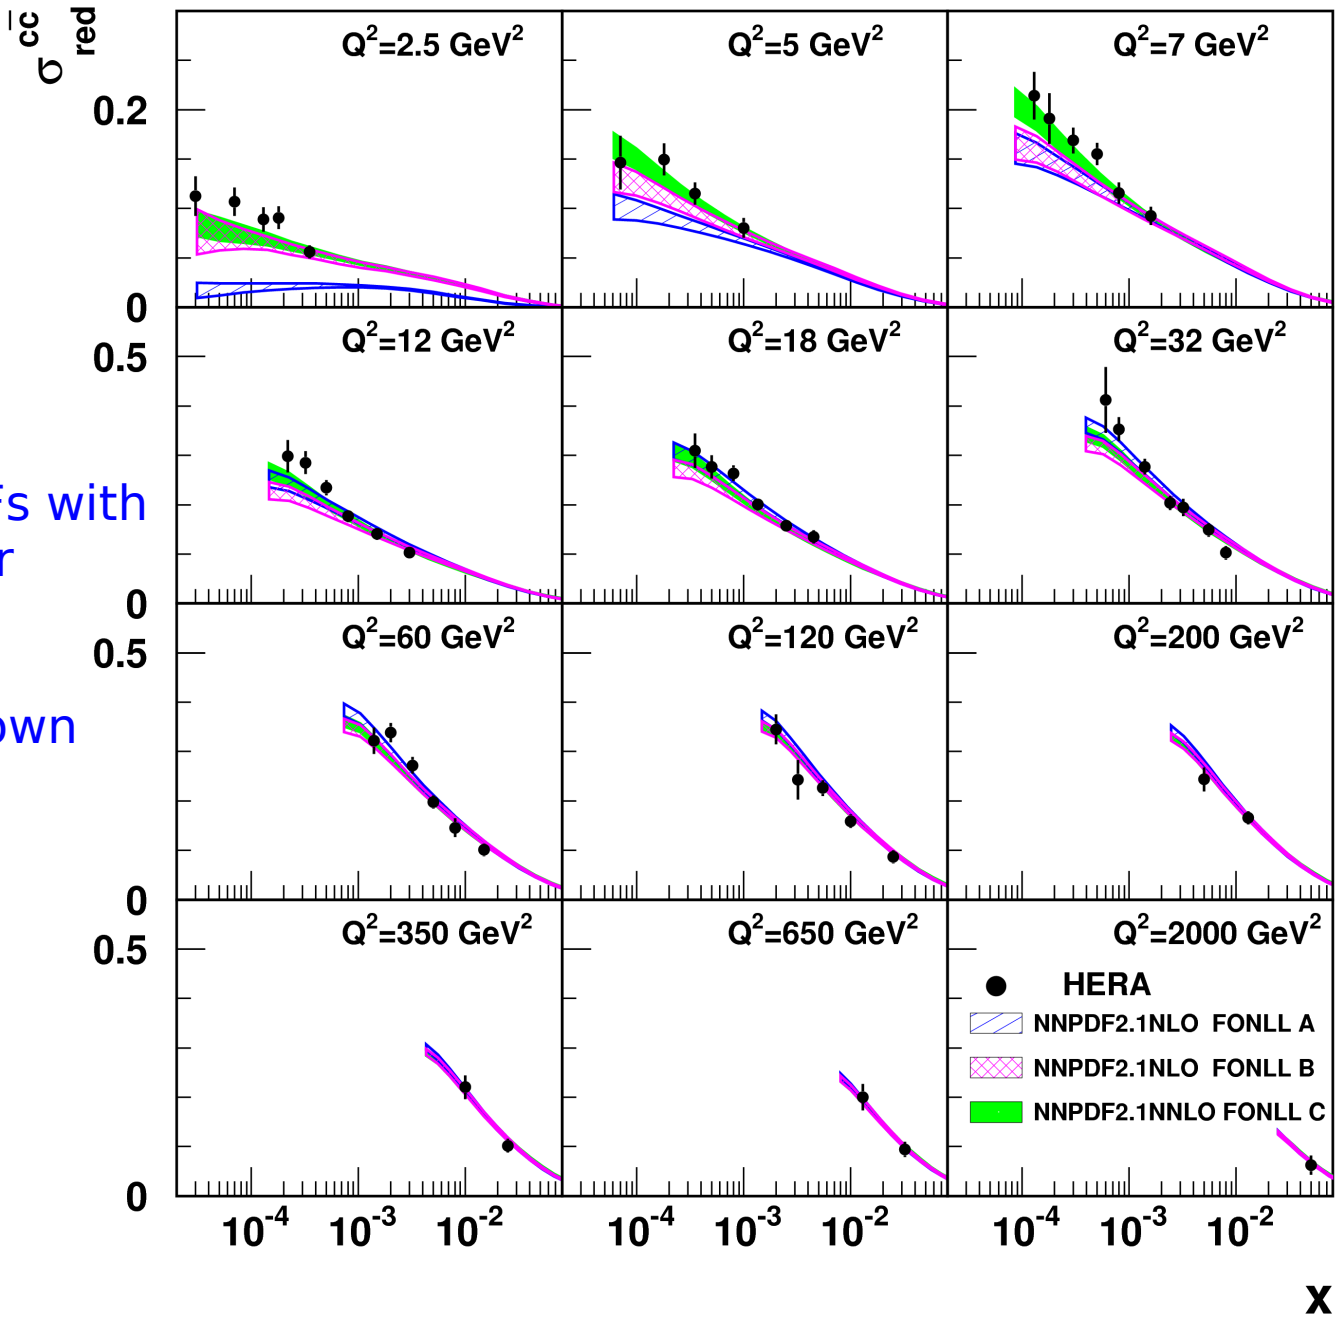 σ red cc̄
Q²=2.5 GeV²
Q²=5 GeV²
Q²=7 GeV²
0.2
0
Q²=12 GeV²
Q²=18 GeV²
Q²=32 GeV²
0
0.5
Fs with
r
Q²=60 GeV²
Q²=120 GeV²
Q²=200 GeV²
0
0.5
own
Q²=350 GeV²
Q²=650 GeV²
Q²=2000 GeV²
0
0.5
HERA
NNPDF2.1NLO FONLL A
NNPDF2.1NLO FONLL B
NNPDF2.1NNLO FONLL C
0
10⁻⁴ 10⁻³ 10⁻² 10⁻⁴ 10⁻³ 10⁻² 10⁻⁴ 10⁻³ 10⁻²
x